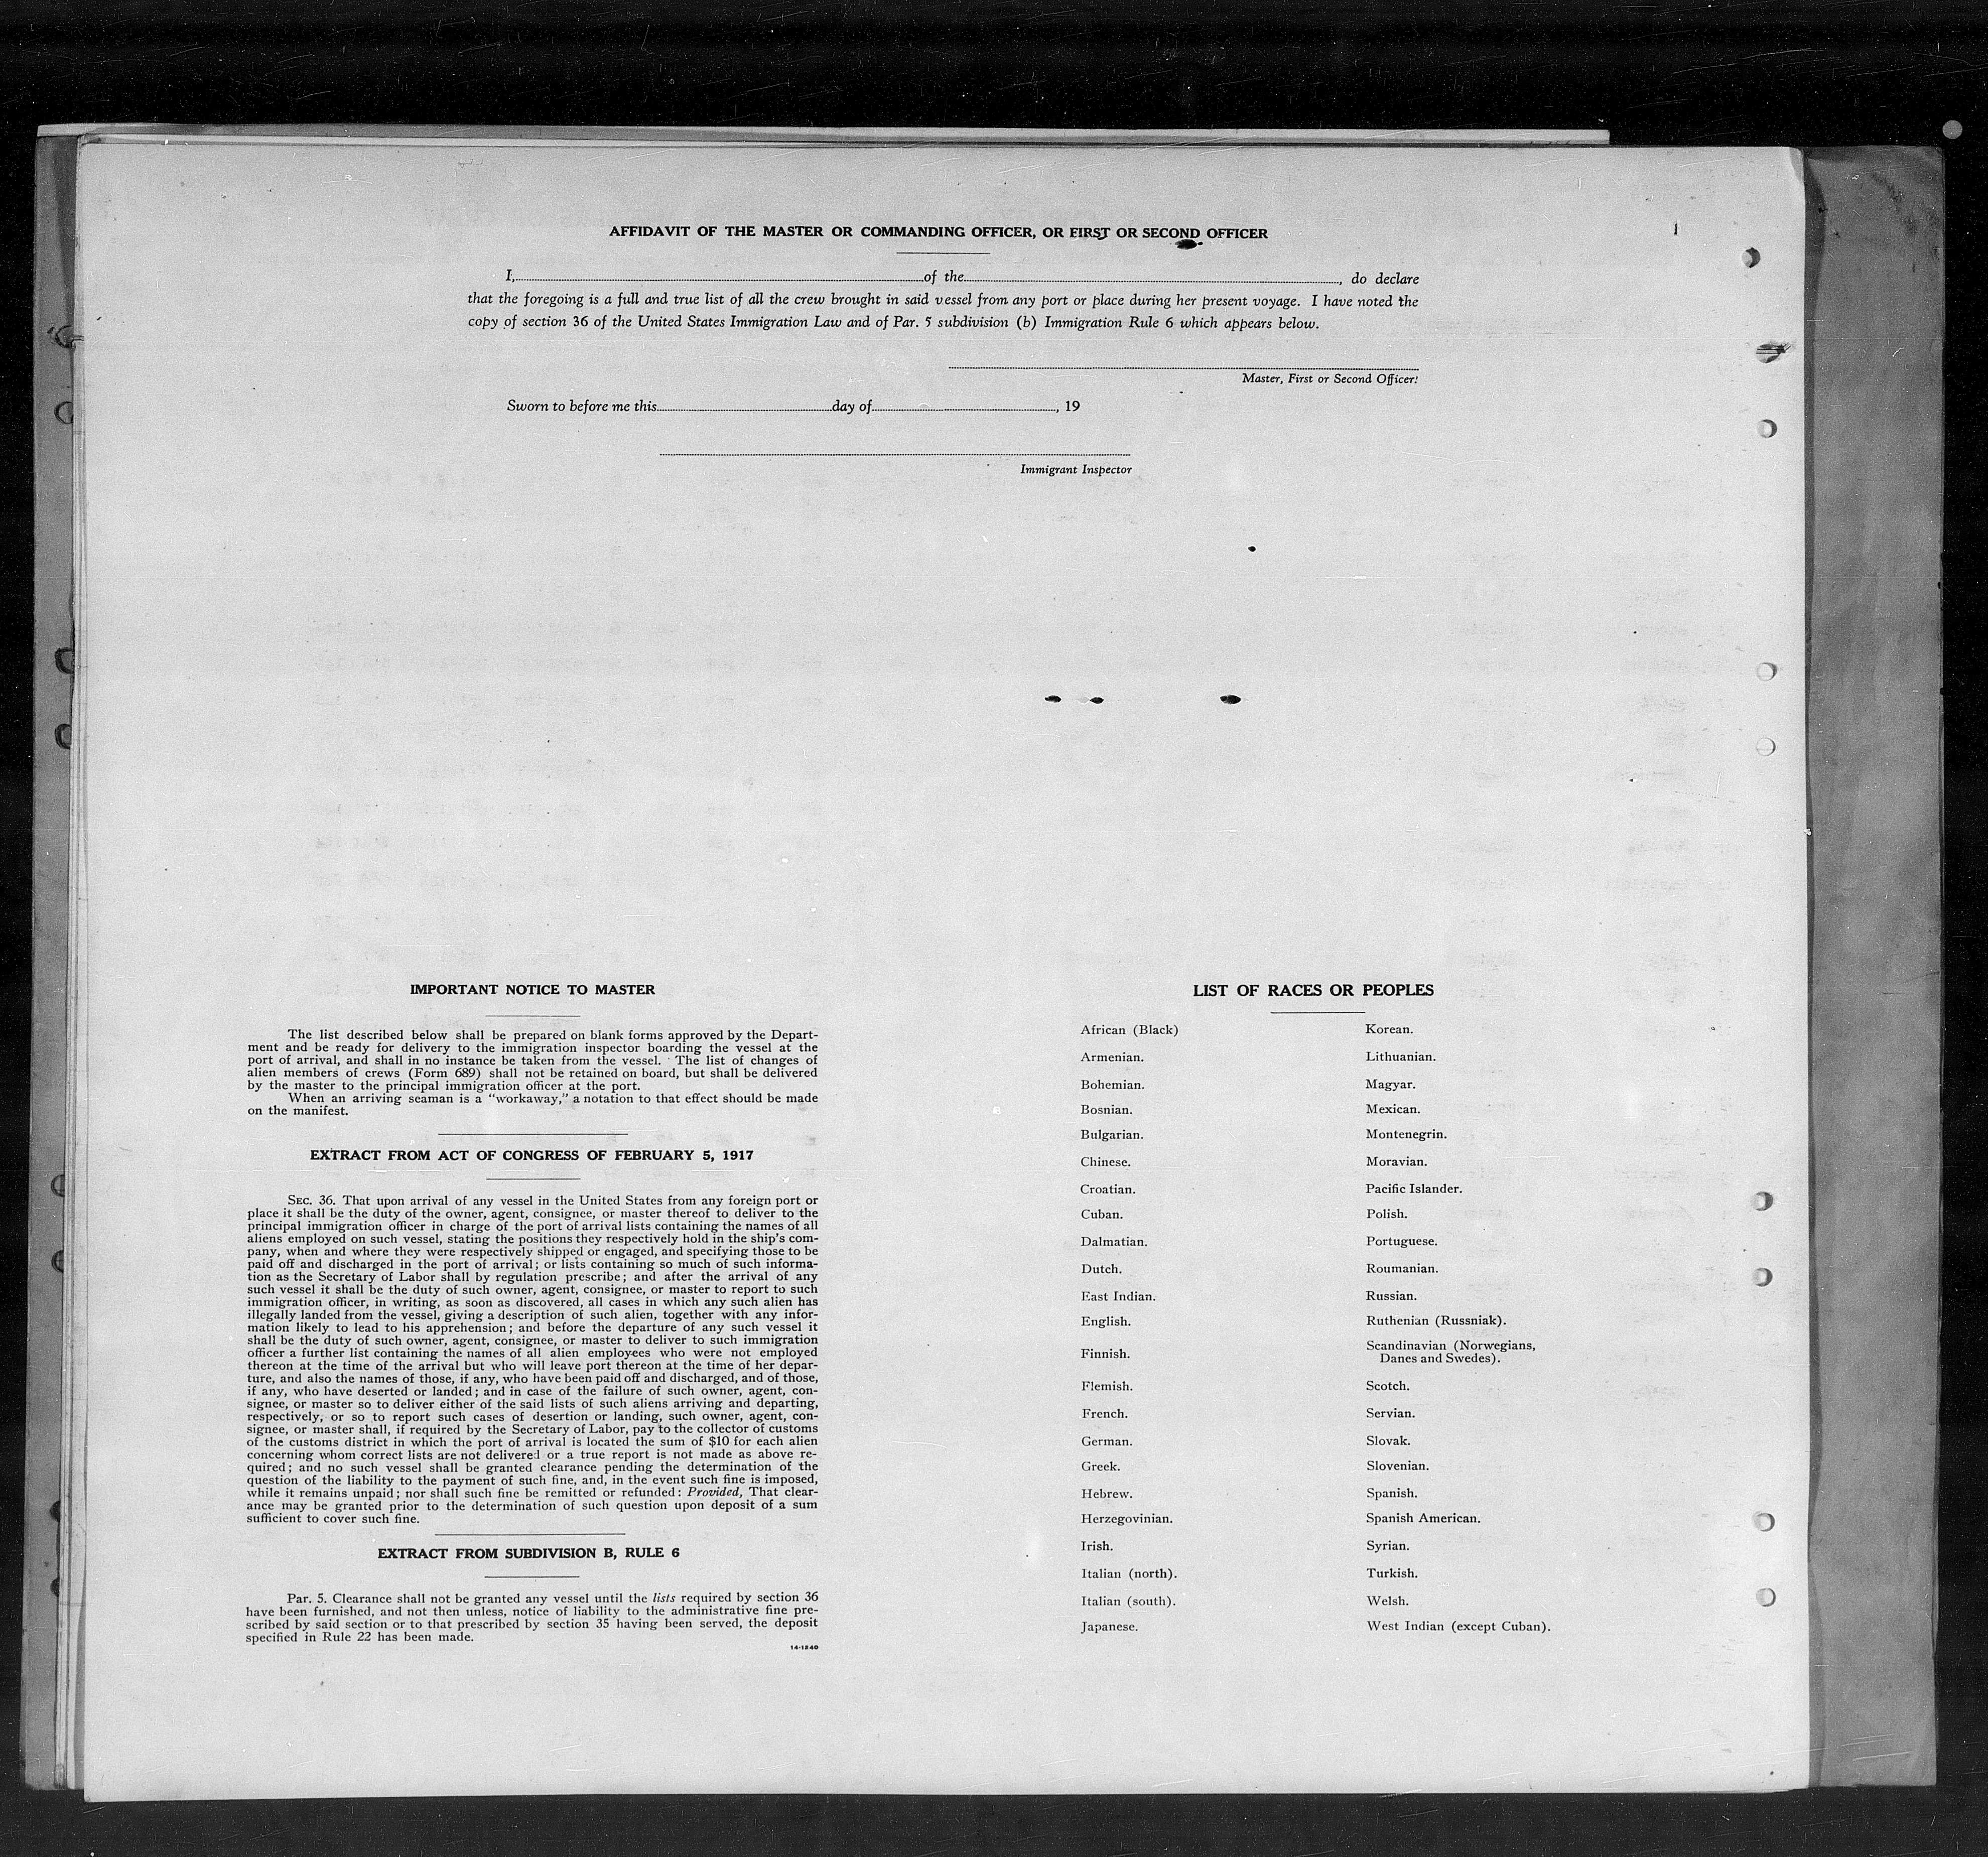 AFFIDAVIT OF THE MASTER OR COMMANDING OFFICER, OR FIRST OR SECOND OFFICER
I, of the , do declare
that the foregoing is a full and true list of all the crew brought in said vessel from any port or place during her present voyage. I have noted the
copy of section 36 of the United States Immigration Law and of Par. 5 subdivision (b) Immigration Rule 6 which appears below.
Master, First or Second Officer.
Sworn to before me this day of , 19
Immigrant Inspector
IMPORTANT NOTICE TO MASTER
The list described below shall be prepared on blank forms approved by the Depart-
ment and be ready for delivery to the immigration inspector boarding the vessel at the
port of arrival, and shall in no instance be taken from the vessel. The list of changes of
alien members of crews (Form 689) shall not be retained on board, but shall be delivered
by the master to the principal immigration officer at the port.
When an arriving seaman is a "workaway," a notation to that effect should be made
on the manifest.
EXTRACT FROM ACT OF CONGRESS OF FEBRUARY 5, 1917
SEC. 36. That upon arrival of any vessel in the United States from any foreign port or
place it shall be the duty of the owner, agent, consignee, or master thereof to deliver to the
principal immigration officer in charge of the port of arrival lists containing the names of all
aliens employed on such vessel, stating the positions they respectively hold in the ship's com-
pany, when and where they were respectively shipped or engaged, and specifying those to be
paid off and discharged in the port of arrival; or lists containing so much of such informa-
tion as the Secretary of Labor shall by regulation prescribe; and after the arrival of any
such vessel it shall be the duty of such owner, agent, consignee, or master to report to such
immigration officer, in writing, as soon as discovered, all cases in which any such alien has
illegally landed from the vessel, giving a description of such alien, together with any infor-
mation likely to lead to his apprehension; and before the departure of any such vessel it
shall be the duty of such owner, agent, consignee, or master to deliver to such immigration
officer a further list containing the names of all alien employees who were not employed
thereon at the time of the arrival but who will leave port thereon at the time of her depar-
ture, and also the names of those, if any, who have been paid off and discharged, and of those,
if any, who have deserted or landed; and in case of the failure of such owner, agent, con-
signee, or master so to deliver either of the said lists of such aliens arriving and departing,
respectively, or so to report such cases of desertion or landing, such owner, agent, con-
signee, or master shall, if required by the Secretary of Labor, pay to the collector of customs
of the customs district in which the port of arrival is located the sum of $10 for each alien
concerning whom correct lists are not delivered or a true report is not made as above re-
quired; and no such vessel shall be granted clearance pending the determination of the
question of the liability to the payment of such fine, and, in the event such fine is imposed,
while it remains unpaid; nor shall such fine be remitted or refunded: Provided, That clear-
ance may be granted prior to the determination of such question upon deposit of a sum
sufficient to cover such fine.
EXTRACT FROM SUBDIVISION B, RULE 6
Par. 5. Clearance shall not be granted any vessel until the lists required by section 36
have been furnished, and not then unless, notice of liability to the administrative fine pre-
scribed by said section or to that prescribed by section 35 having been served, the deposit
specified in Rule 22 has been made.
14-1240
LIST OF RACES OR PEOPLES
African (Black)
Armenian.
Bohemian.
Bosnian.
Bulgarian.
Chinese.
Croatian.
Cuban.
Dalmatian.
Dutch.
East Indian.
English.
Finnish.
Flemish.
French.
German.
Greek.
Hebrew.
Herzegovinian.
Irish.
Italian (north).
Italian (south).
Japanese.
Korean.
Lithuanian.
Magyar.
Mexican.
Montenegrin.
Moravian.
Pacific Islander.
Polish.
Portuguese.
Roumanian.
Russian.
Ruthenian (Russniak).
Scandinavian (Norwegians,
Danes and Swedes).
Scotch.
Servian.
Slovak.
Slovenian.
Spanish.
Spanish American.
Syrian.
Turkish.
Welsh.
West Indian (except Cuban).